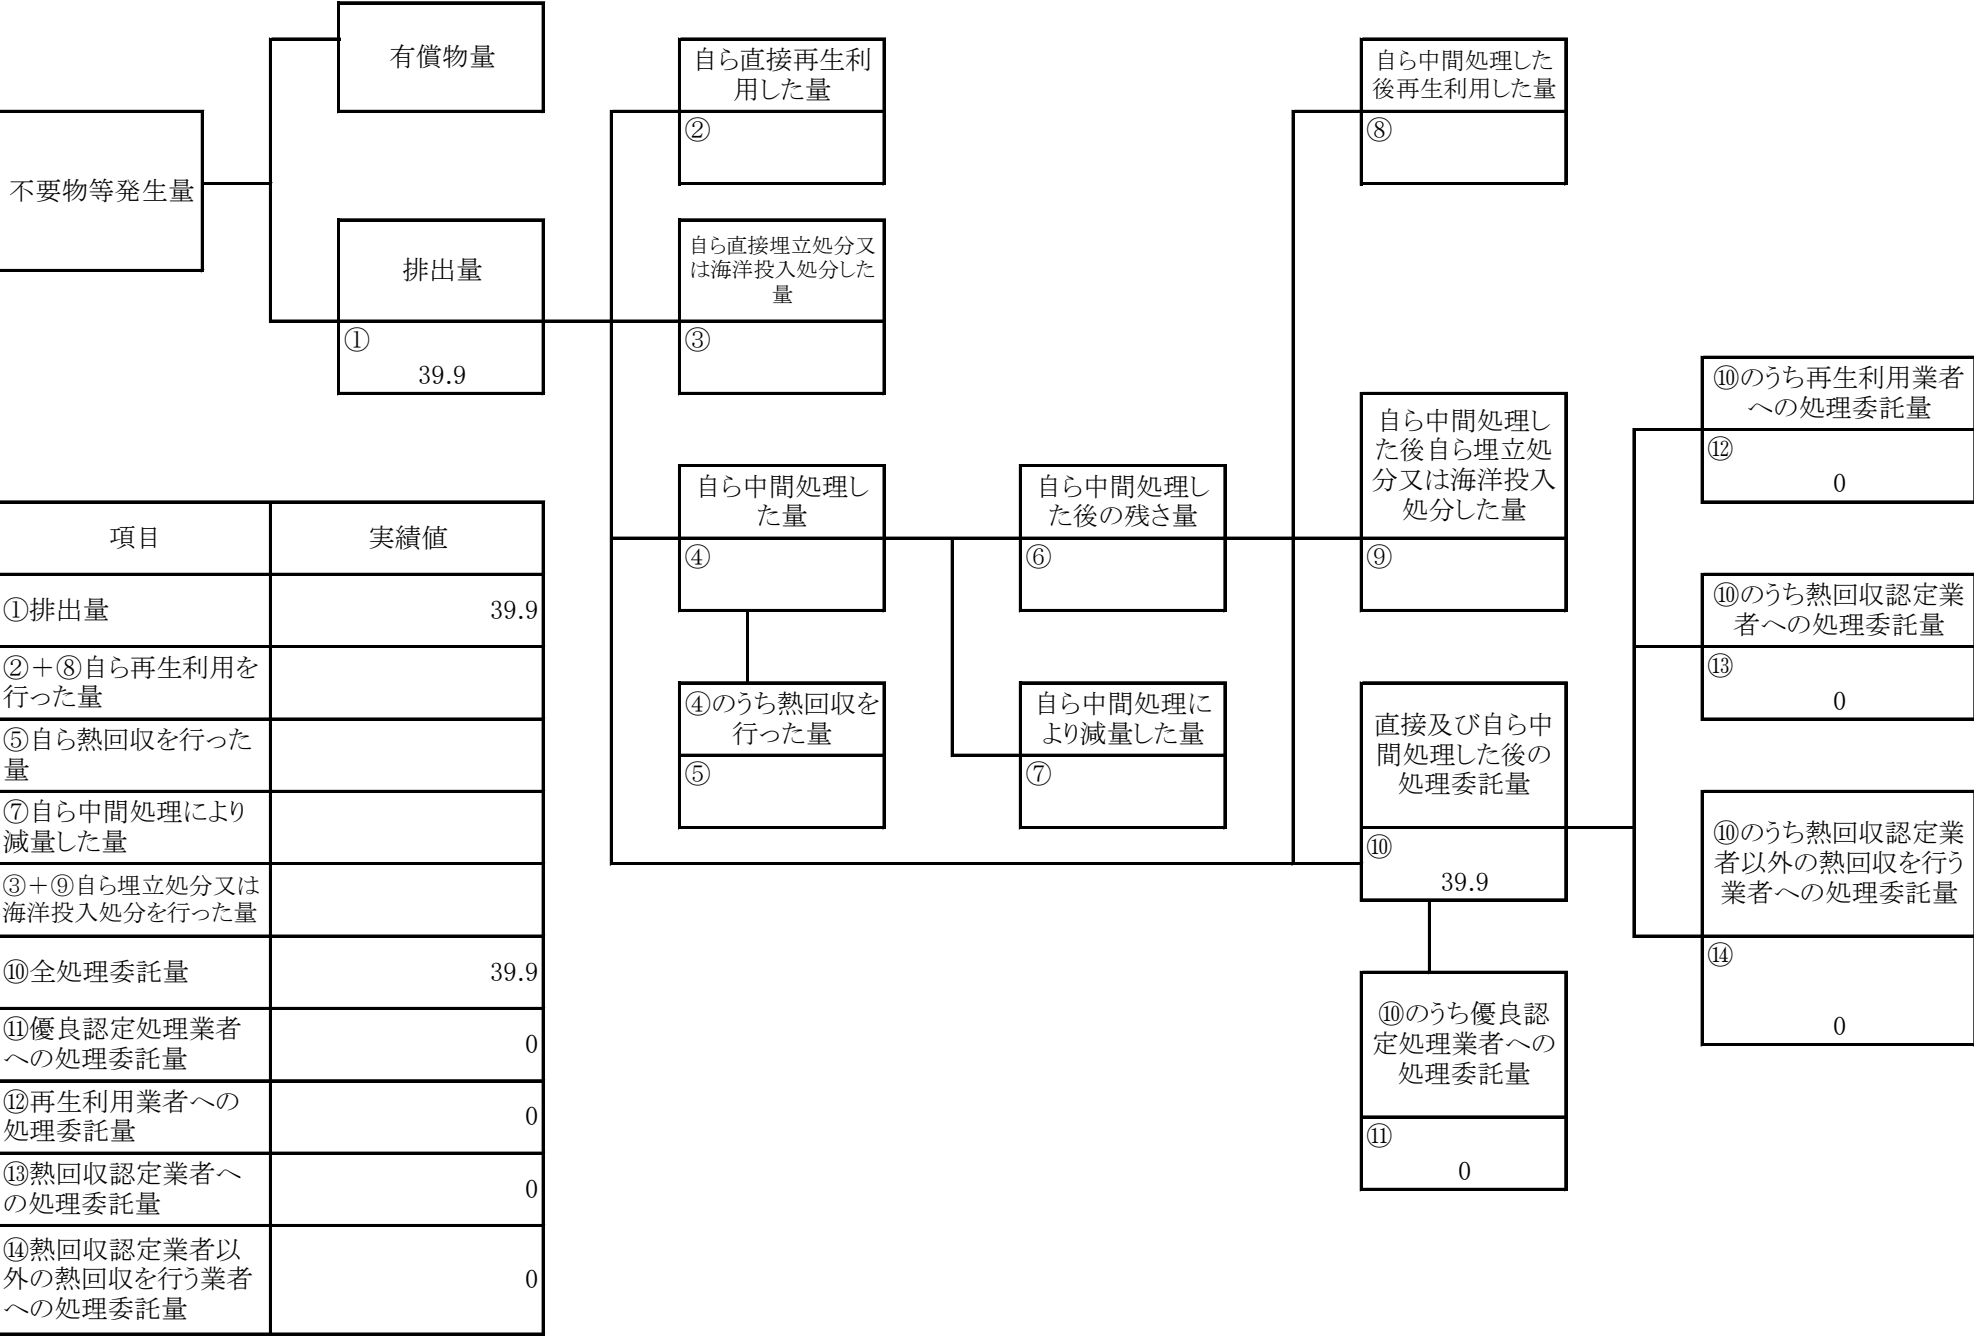 有償物量
不要物等発生量
排出量
①
39.9
自ら直接再生利
用した量
②
自ら直接埋立処分又
は海洋投入処分した
量
③
自ら中間処理し
た量
④
④のうち熱回収を
行った量
⑤
自ら中間処理し
た後の残さ量
⑥
自ら中間処理に
より減量した量
⑦
自ら中間処理した
後再生利用した量
⑧
自ら中間処理し
た後自ら埋立処
分又は海洋投入
処分した量
⑨
直接及び自ら中
間処理した後の
処理委託量
⑩
39.9
⑩のうち優良認
定処理業者への
処理委託量
⑪
0
⑩のうち再生利用業者
への処理委託量
⑫
0
⑩のうち熱回収認定業
者への処理委託量
⑬
0
⑩のうち熱回収認定業
者以外の熱回収を行う
業者への処理委託量
⑭
0
項目 実績値
①排出量 39.9
②＋⑧自ら再生利用を
行った量
⑤自ら熱回収を行った
量
⑦自ら中間処理により
減量した量
③＋⑨自ら埋立処分又は
海洋投入処分を行った量
⑩全処理委託量 39.9
⑪優良認定処理業者
への処理委託量 0
⑫再生利用業者への
処理委託量 0
⑬熱回収認定業者へ
の処理委託量 0
⑭熱回収認定業者以
外の熱回収を行う業者
への処理委託量 0